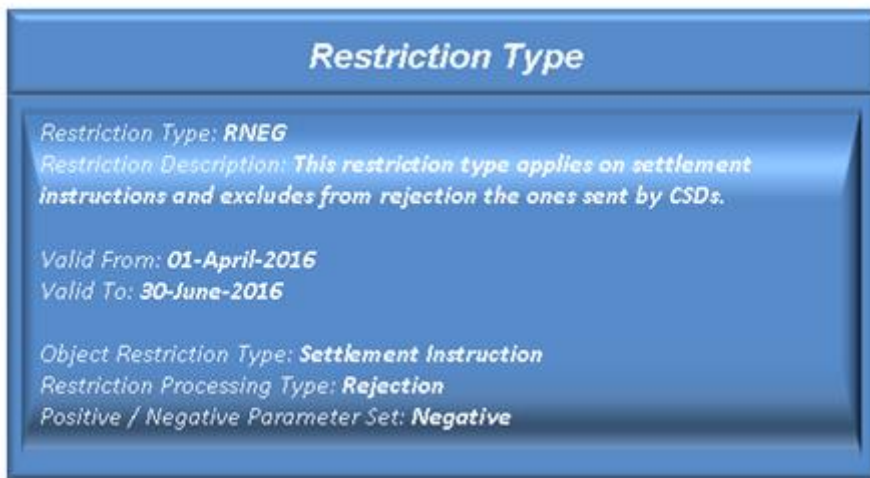 Restriction Type
Restriction Type: RNEG
Restriction Description: This restriction type applies on settlement
instructions and excludes from rejection the ones sent by CSDs.
Valid From: 01-April-2016
Valid To: 30-June-2016
Object Restriction Type: Settlement Instruction
Restriction Processing Type: Rejection
Positive / Negative Parameter Set: Negative